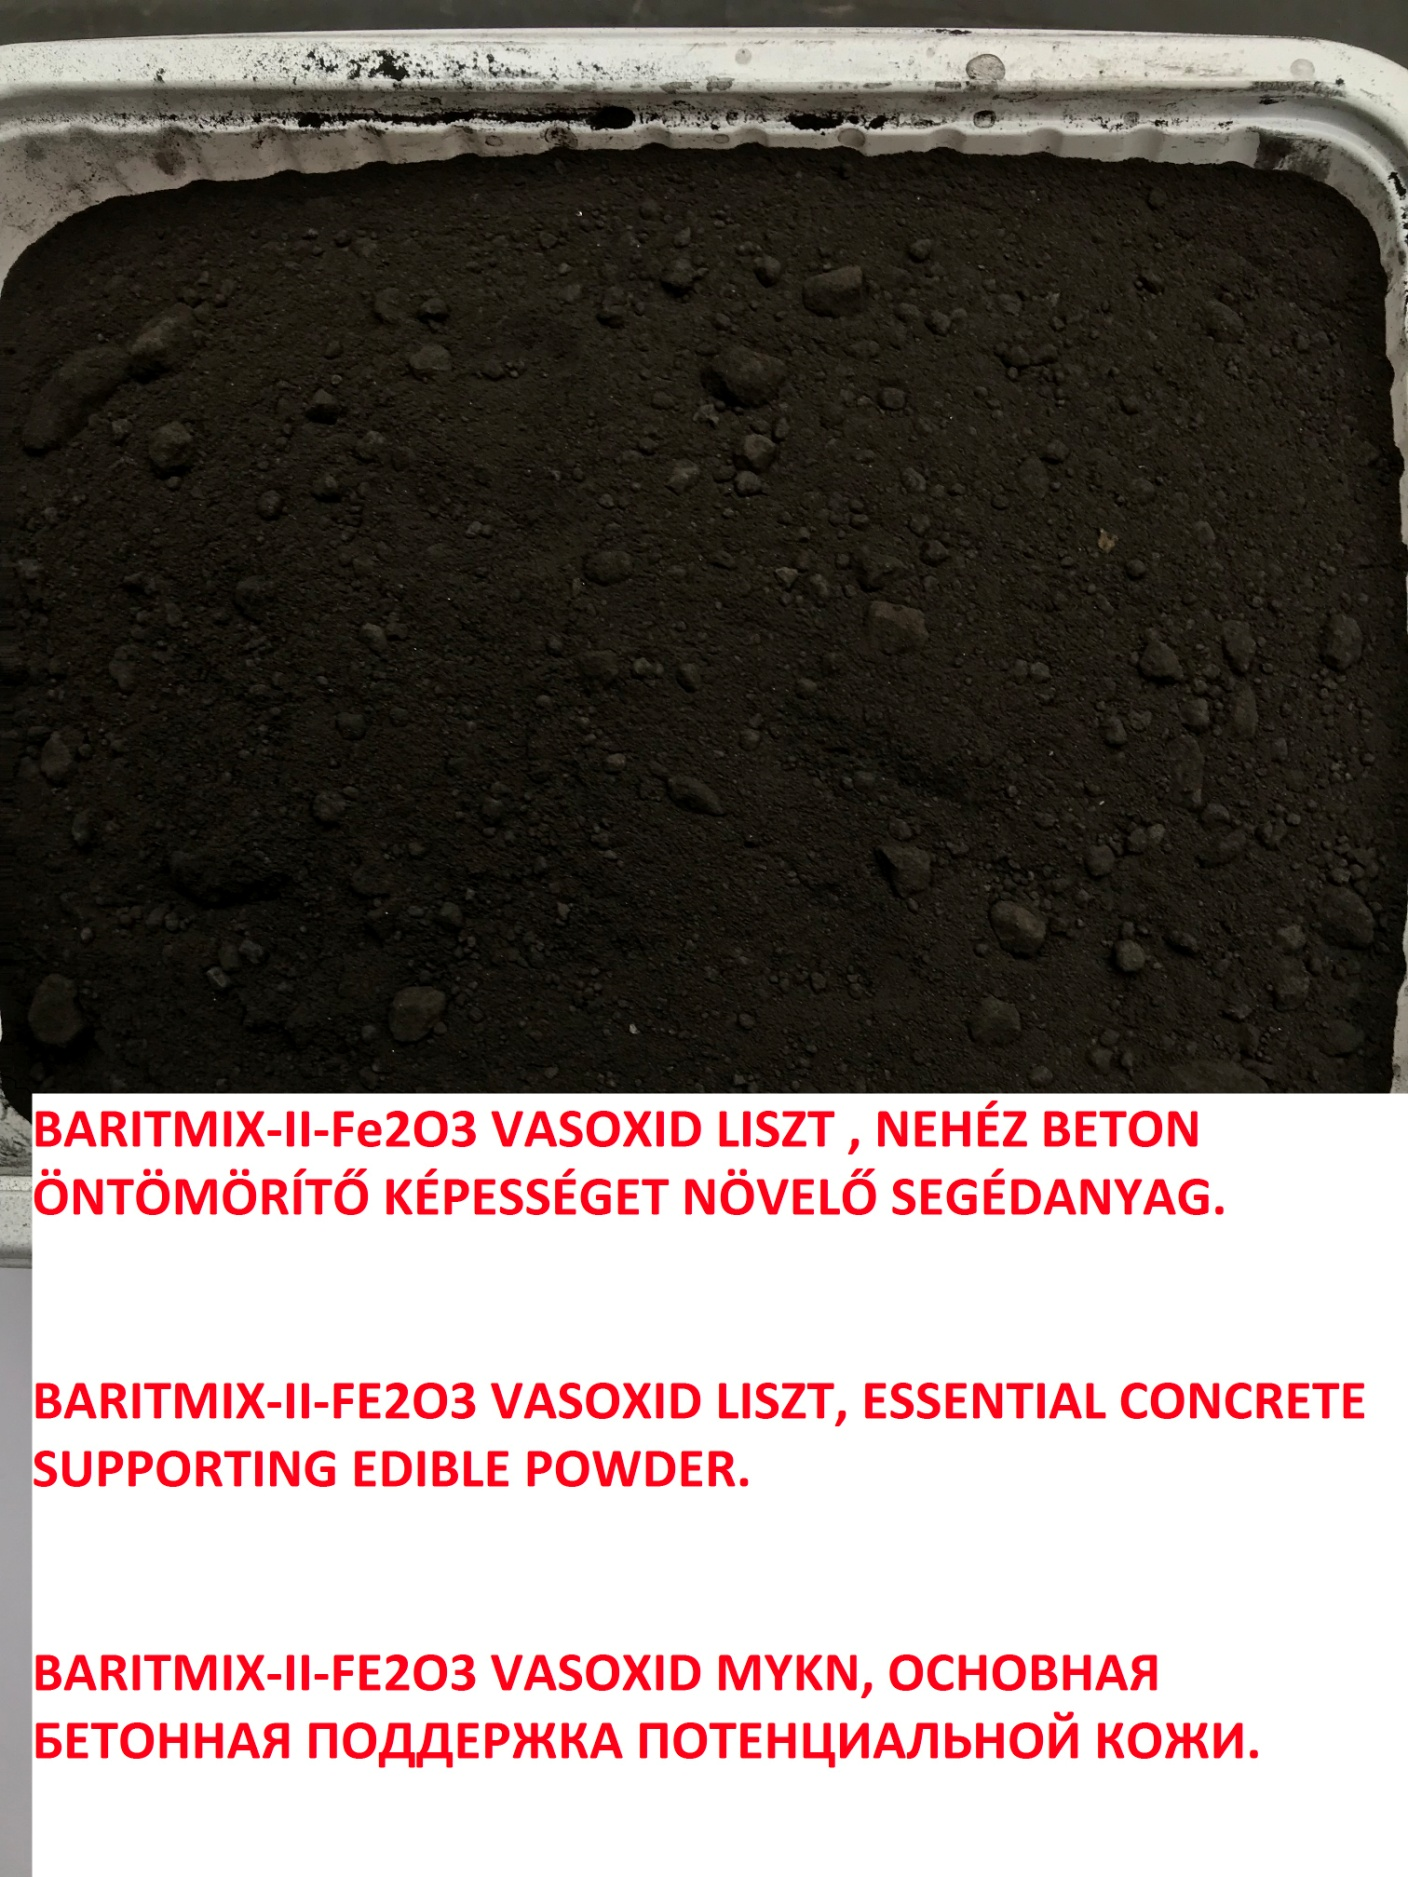 BARITMIX-II-Fe2O3 VASOXID LISZT , NEHÉZ BETON
ÖNTÖMÖRÍTŐ KÉPESSÉGET NÖVELŐ SEGÉDANYAG.
BARITMIX-II-FE2O3 VASOXID LISZT, ESSENTIAL CONCRETE
SUPPORTING EDIBLE POWDER.
BARITMIX-II-FE2O3 VASOXID MYKN, ОСНОВНАЯ
БЕТОННАЯ ПОДДЕРЖКА ПОТЕНЦИАЛЬНОЙ КОЖИ.